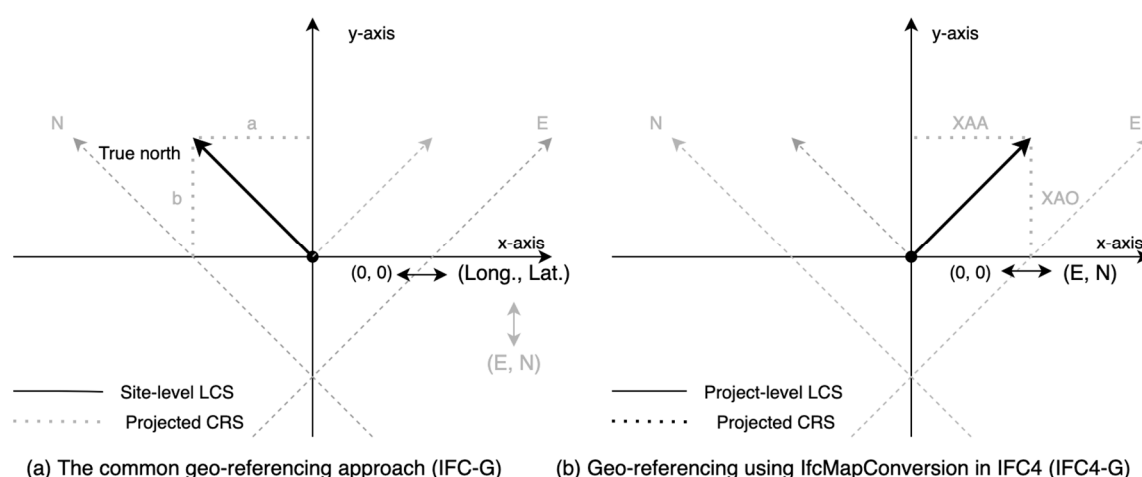 y-axis
N
a
E
True north
b
x-axis
(0, 0)
(Long., Lat.)
(E, N)
Site-level LCS
Projected CRS
(a) The common geo-referencing approach (IFC-G)
y-axis
N
XAA
E
XAO
x-axis
(0, 0)
(E, N)
Project-level LCS
Projected CRS
(b) Geo-referencing using IfcMapConversion in IFC4 (IFC4-G)